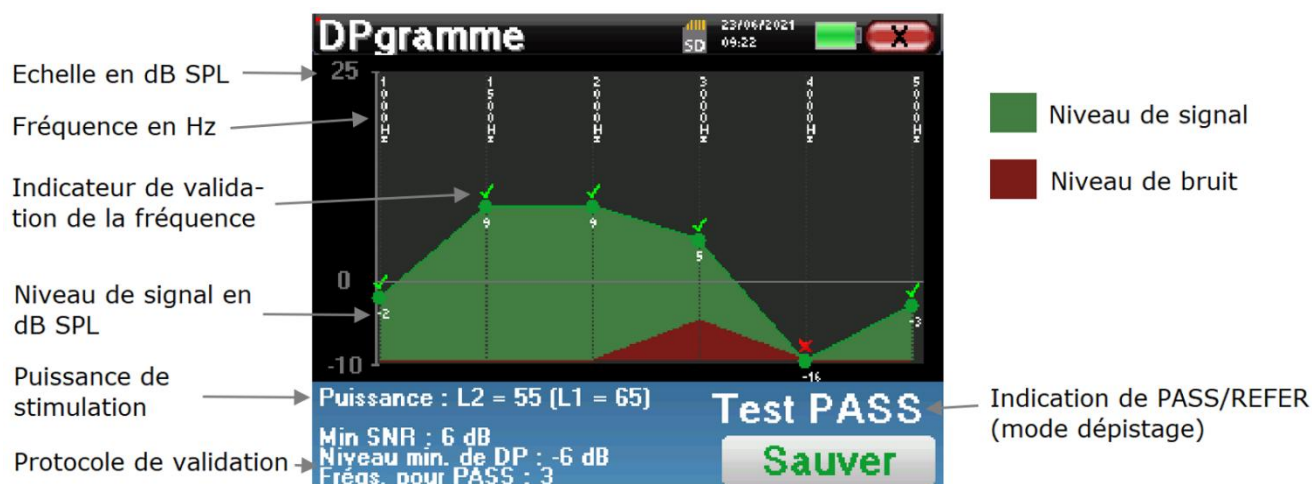 DPgramme
SD
23/06/2021
09:22
X
Echelle en dB SPL
25
1000Hz
1500Hz
2000Hz
3000Hz
4000Hz
5000Hz
Fréquence en Hz
Indicateur de valida-
tion de la fréquence
9
9
5
0
Niveau de signal en
dB SPL
-2
-3
-10
-16
Niveau de signal
Niveau de bruit
Puissance de
stimulation
Puissance : L2 = 55 (L1 = 65)
Test PASS
Indication de PASS/REFER
(mode dépistage)
Protocole de validation
Min SNR : 6 dB
Niveau min. de DP : -6 dB
Fréqs. pour PASS : 3
Sauver